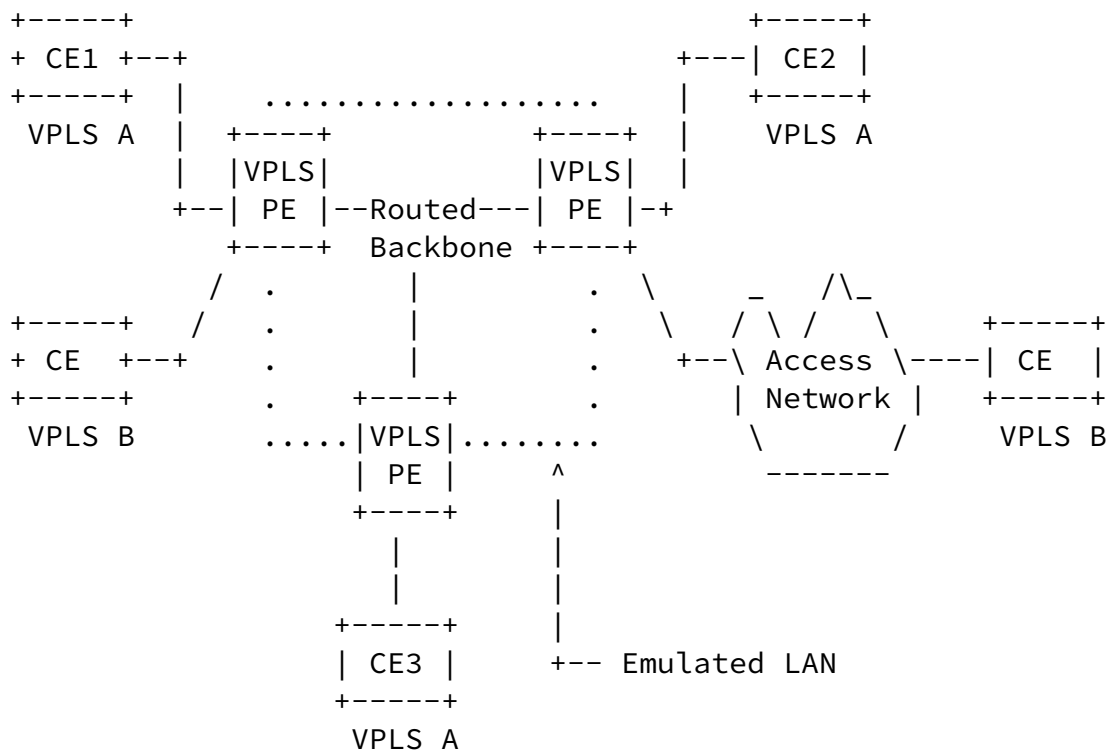 CE1 CE2
VPLS A VPLS A
VPLS VPLS
PE Routed PE
Backbone
CE Access CE
Network
VPLS B VPLS VPLS B
PE
CE3 Emulated LAN
VPLS A